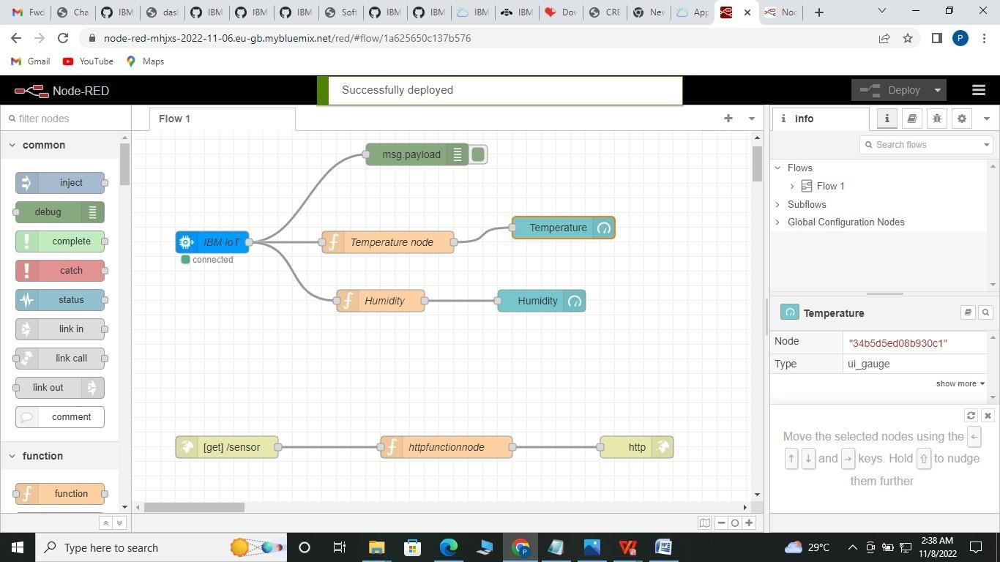 Fwd
Cha
IBM
das
IBM
IBM
IBM
Soft
IBM
IBM
IBM
IBM
Dov
CRE
Nev
App
Noc
node-red-mhjxs-2022-11-06.eu-gb.mybluemix.net/red/#flow/1a625650c137b576
P
Gmail
YouTube
Maps
Node-RED
Successfully deployed
Deploy
filter nodes
Flow 1
info
common
Search flows
inject
msg.payload
Flows
Flow 1
debug
Subflows
Global Configuration Nodes
complete
IBM IoT
Temperature node
Temperature
connected
catch
status
Humidity
Humidity
Temperature
link in
Node
"34b5d5ed08b930c1"
link call
Type
ui_gauge
link out
show more
comment
Move the selected nodes using the ←
↑ ↓ and → keys. Hold ⇧ to nudge
them further
[get] /sensor
httpfunctionnode
http
function
function
Type here to search
29°C
2:38 AM
11/8/2022